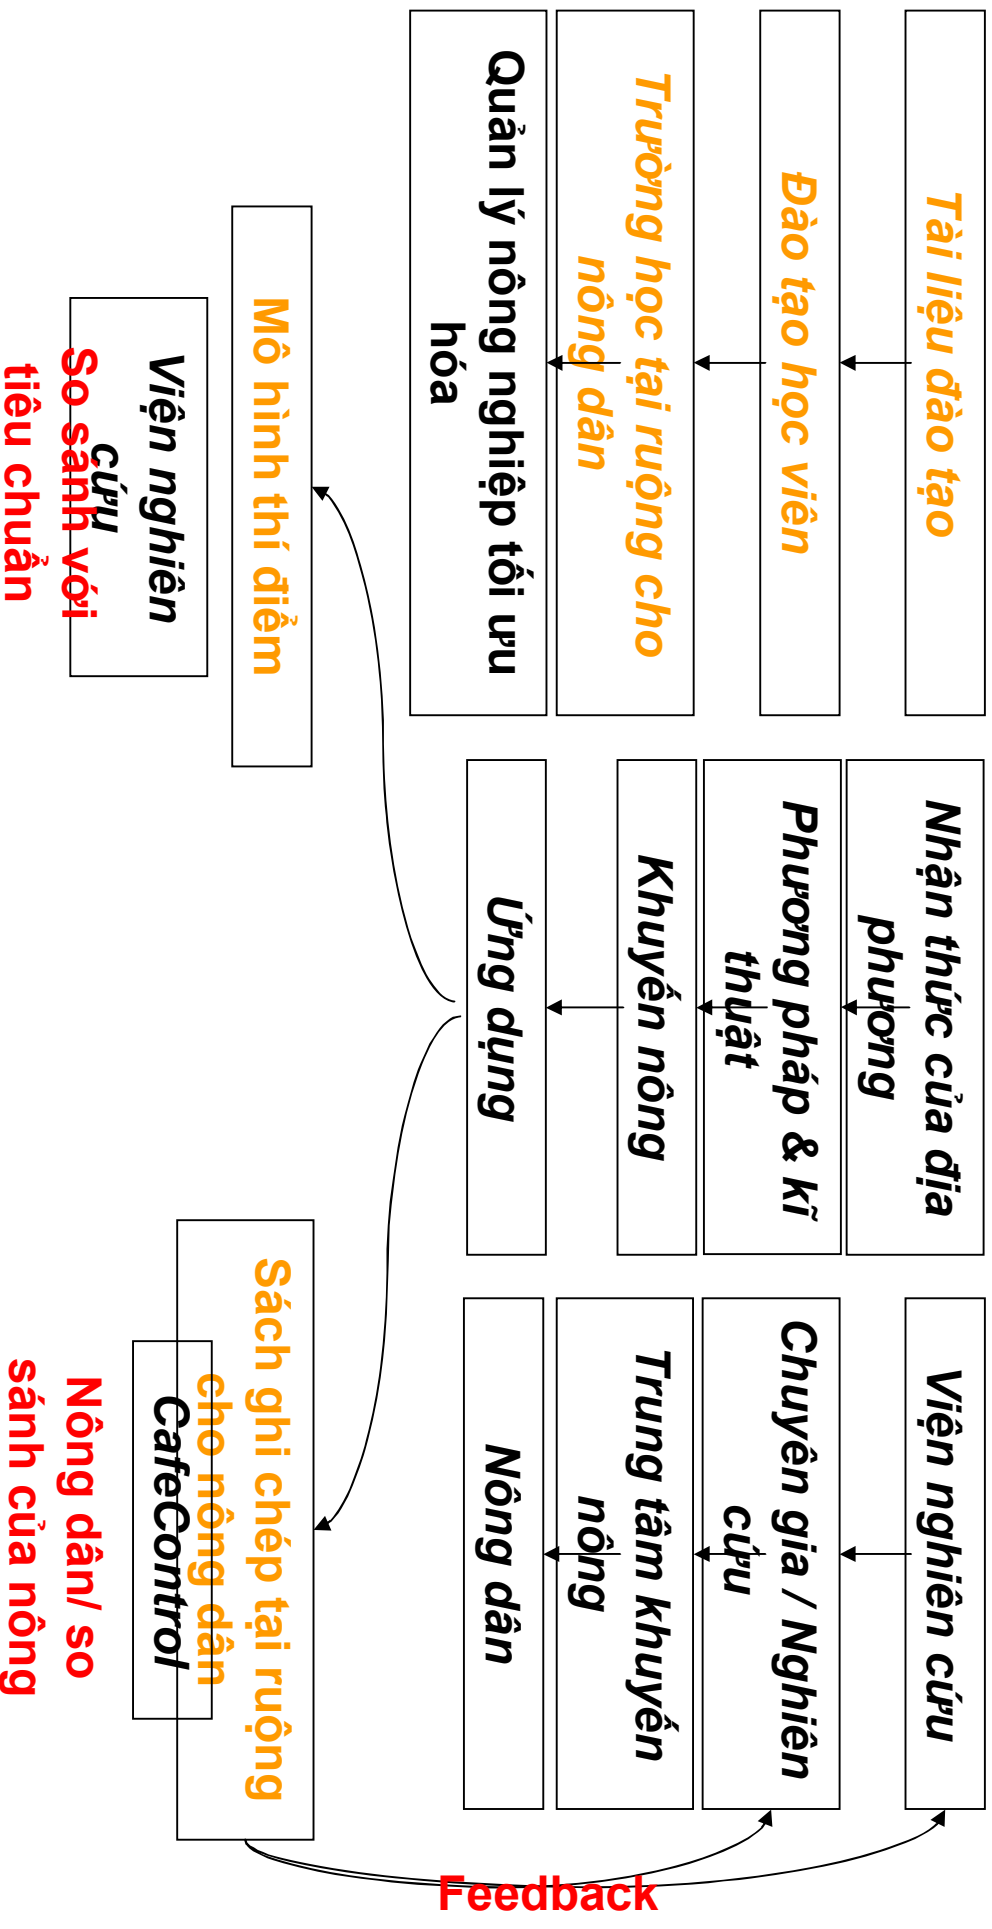 Tài liệu đào tạo
Đào tạo học viên
Trường học tại ruộng cho
nông dân
Quản lý nông nghiệp tối ưu
hóa
Nhận thức của địa
phương
Phương pháp & kĩ
thuật
Khuyến nông
Ứng dụng
Viện nghiên cứu
Chuyên gia / Nghiên
cứu
Trung tâm khuyến
nông
Nông dân
Mô hình thí điểm
Viện nghiên
cứu
So sánh với
tiêu chuẩn
Sách ghi chép tại ruộng
cho nông dân
CafeControl
Nông dân/ so
sánh của nông
Feedback